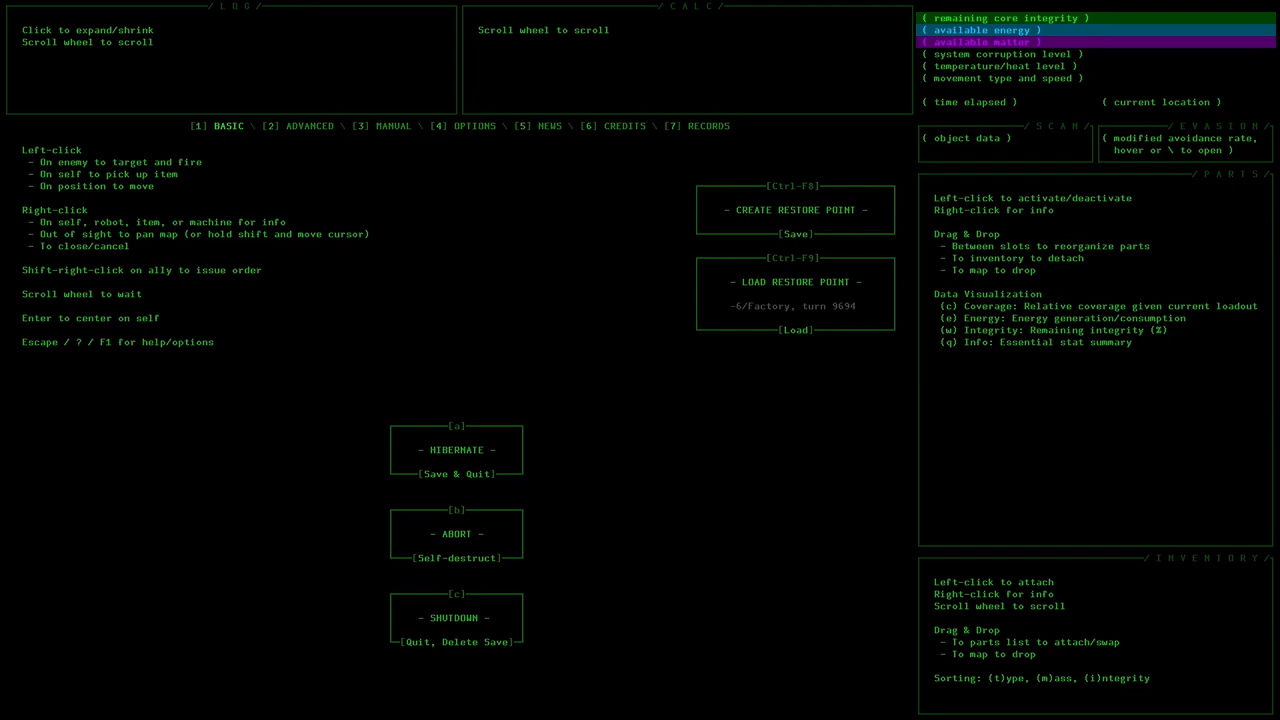 / L O G /
Click to expand/shrink
Scroll wheel to scroll
/ C A L C /
Scroll wheel to scroll
( remaining core integrity )
( available energy )
( available matter )
( system corruption level )
( temperature/heat level )
( movement type and speed )
( time elapsed )
( current location )
/ S C A N /
( object data )
/ E V A S I O N /
( modified avoidance rate,
hover or \ to open )
[1] BASIC \ [2] ADVANCED \ [3] MANUAL \ [4] OPTIONS \ [5] NEWS \ [6] CREDITS \ [7] RECORDS
Left-click
- On enemy to target and fire
- On self to pick up item
- On position to move
Right-click
- On self, robot, item, or machine for info
- Out of sight to pan map (or hold shift and move cursor)
- To close/cancel
Shift-right-click on ally to issue order
Scroll wheel to wait
Enter to center on self
Escape / ? / F1 for help/options
[Ctrl-F8]
- CREATE RESTORE POINT -
[Save]
[Ctrl-F9]
- LOAD RESTORE POINT -
-6/Factory, turn 9694
[Load]
[a]
- HIBERNATE -
[Save & Quit]
[b]
- ABORT -
[Self-destruct]
[c]
- SHUTDOWN -
[Quit, Delete Save]
/ P A R T S /
Left-click to activate/deactivate
Right-click for info
Drag & Drop
- Between slots to reorganize parts
- To inventory to detach
- To map to drop
Data Visualization
(c) Coverage: Relative coverage given current loadout
(e) Energy: Energy generation/consumption
(w) Integrity: Remaining integrity (%)
(q) Info: Essential stat summary
/ I N V E N T O R Y /
Left-click to attach
Right-click for info
Scroll wheel to scroll
Drag & Drop
- To parts list to attach/swap
- To map to drop
Sorting: (t)ype, (m)ass, (i)ntegrity